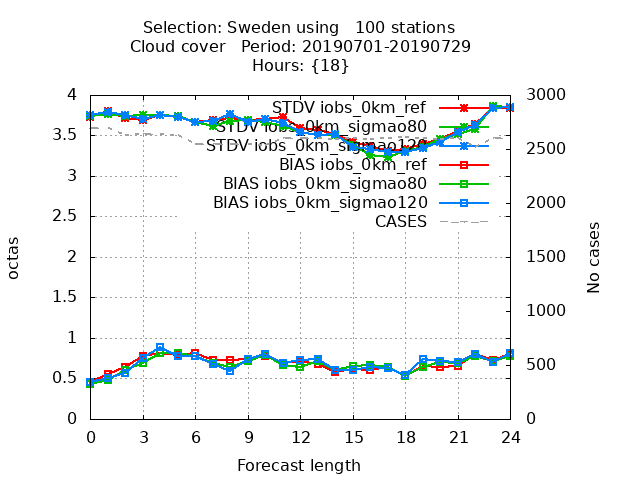 Selection: Sweden using   100 stations
Cloud cover   Period: 20190701-20190729
Hours: {18}
4
3.5
3
2.5
2
1.5
1
0.5
0
octas
3000
2500
2000
1500
1000
500
0
No cases
STDV iobs_0km_ref
STDV iobs_0km_sigmao80
STDV iobs_0km_sigmao120
BIAS iobs_0km_ref
BIAS iobs_0km_sigmao80
BIAS iobs_0km_sigmao120
CASES
0 3 6 9 12 15 18 21 24
Forecast length